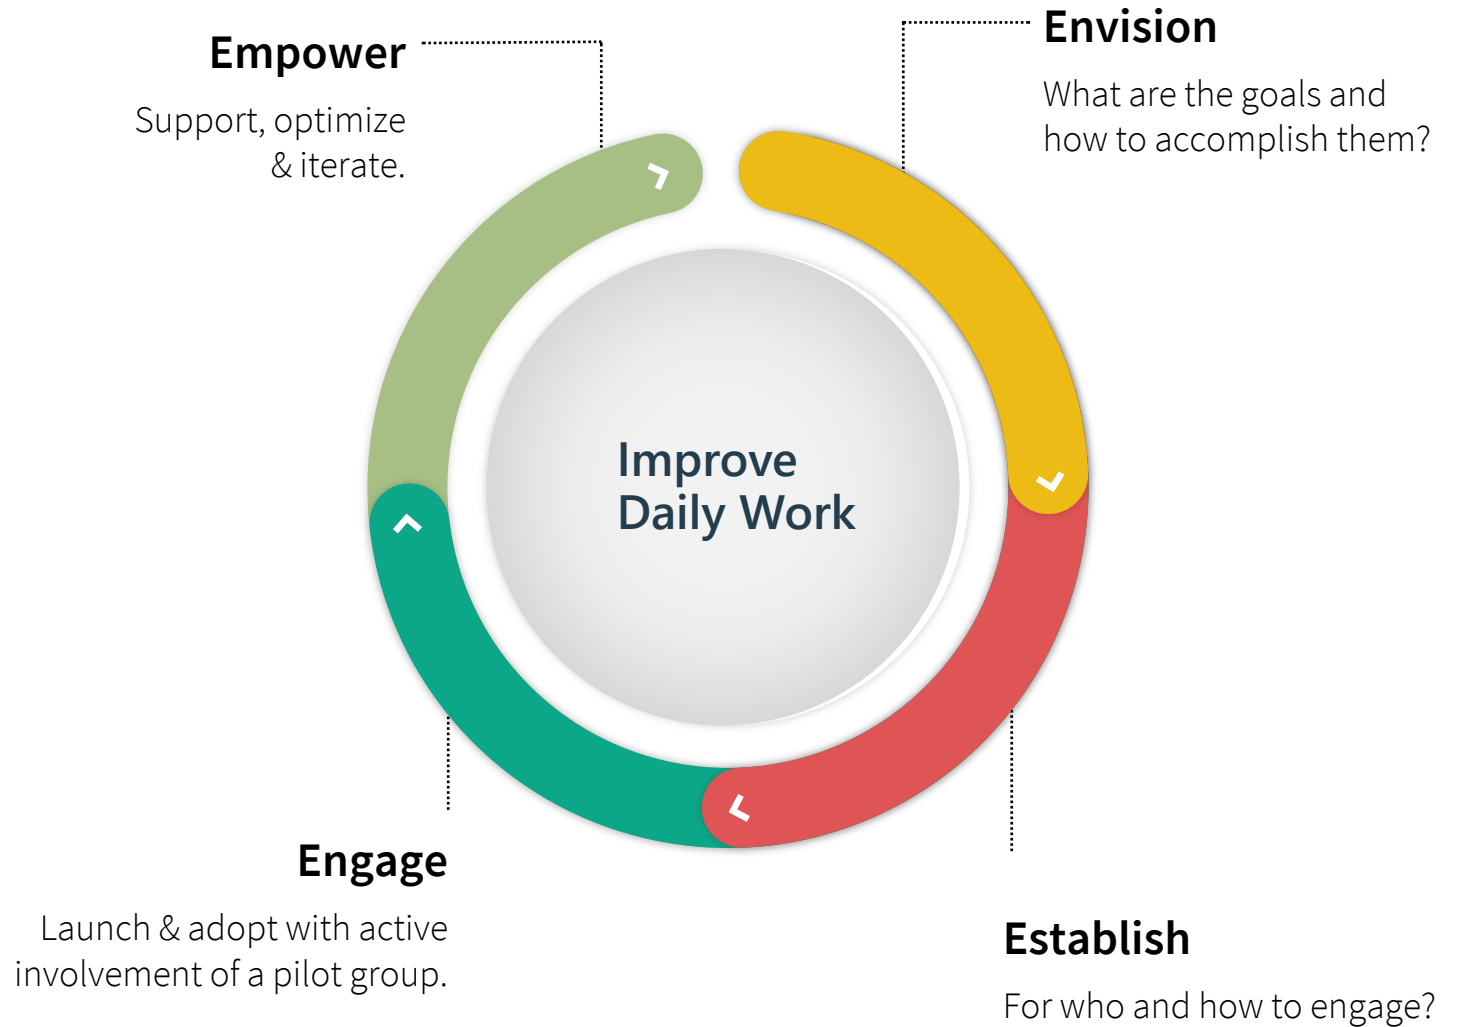 Empower
Support, optimize
& iterate.
Envision
What are the goals and
how to accomplish them?
Improve
Daily Work
Engage
Launch & adopt with active
involvement of a pilot group.
Establish
For who and how to engage?